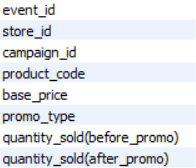 event_id
store_id
campaign_id
product_code
base_price
promo_type
quantity_sold(before_promo)
quantity_sold(after_promo)